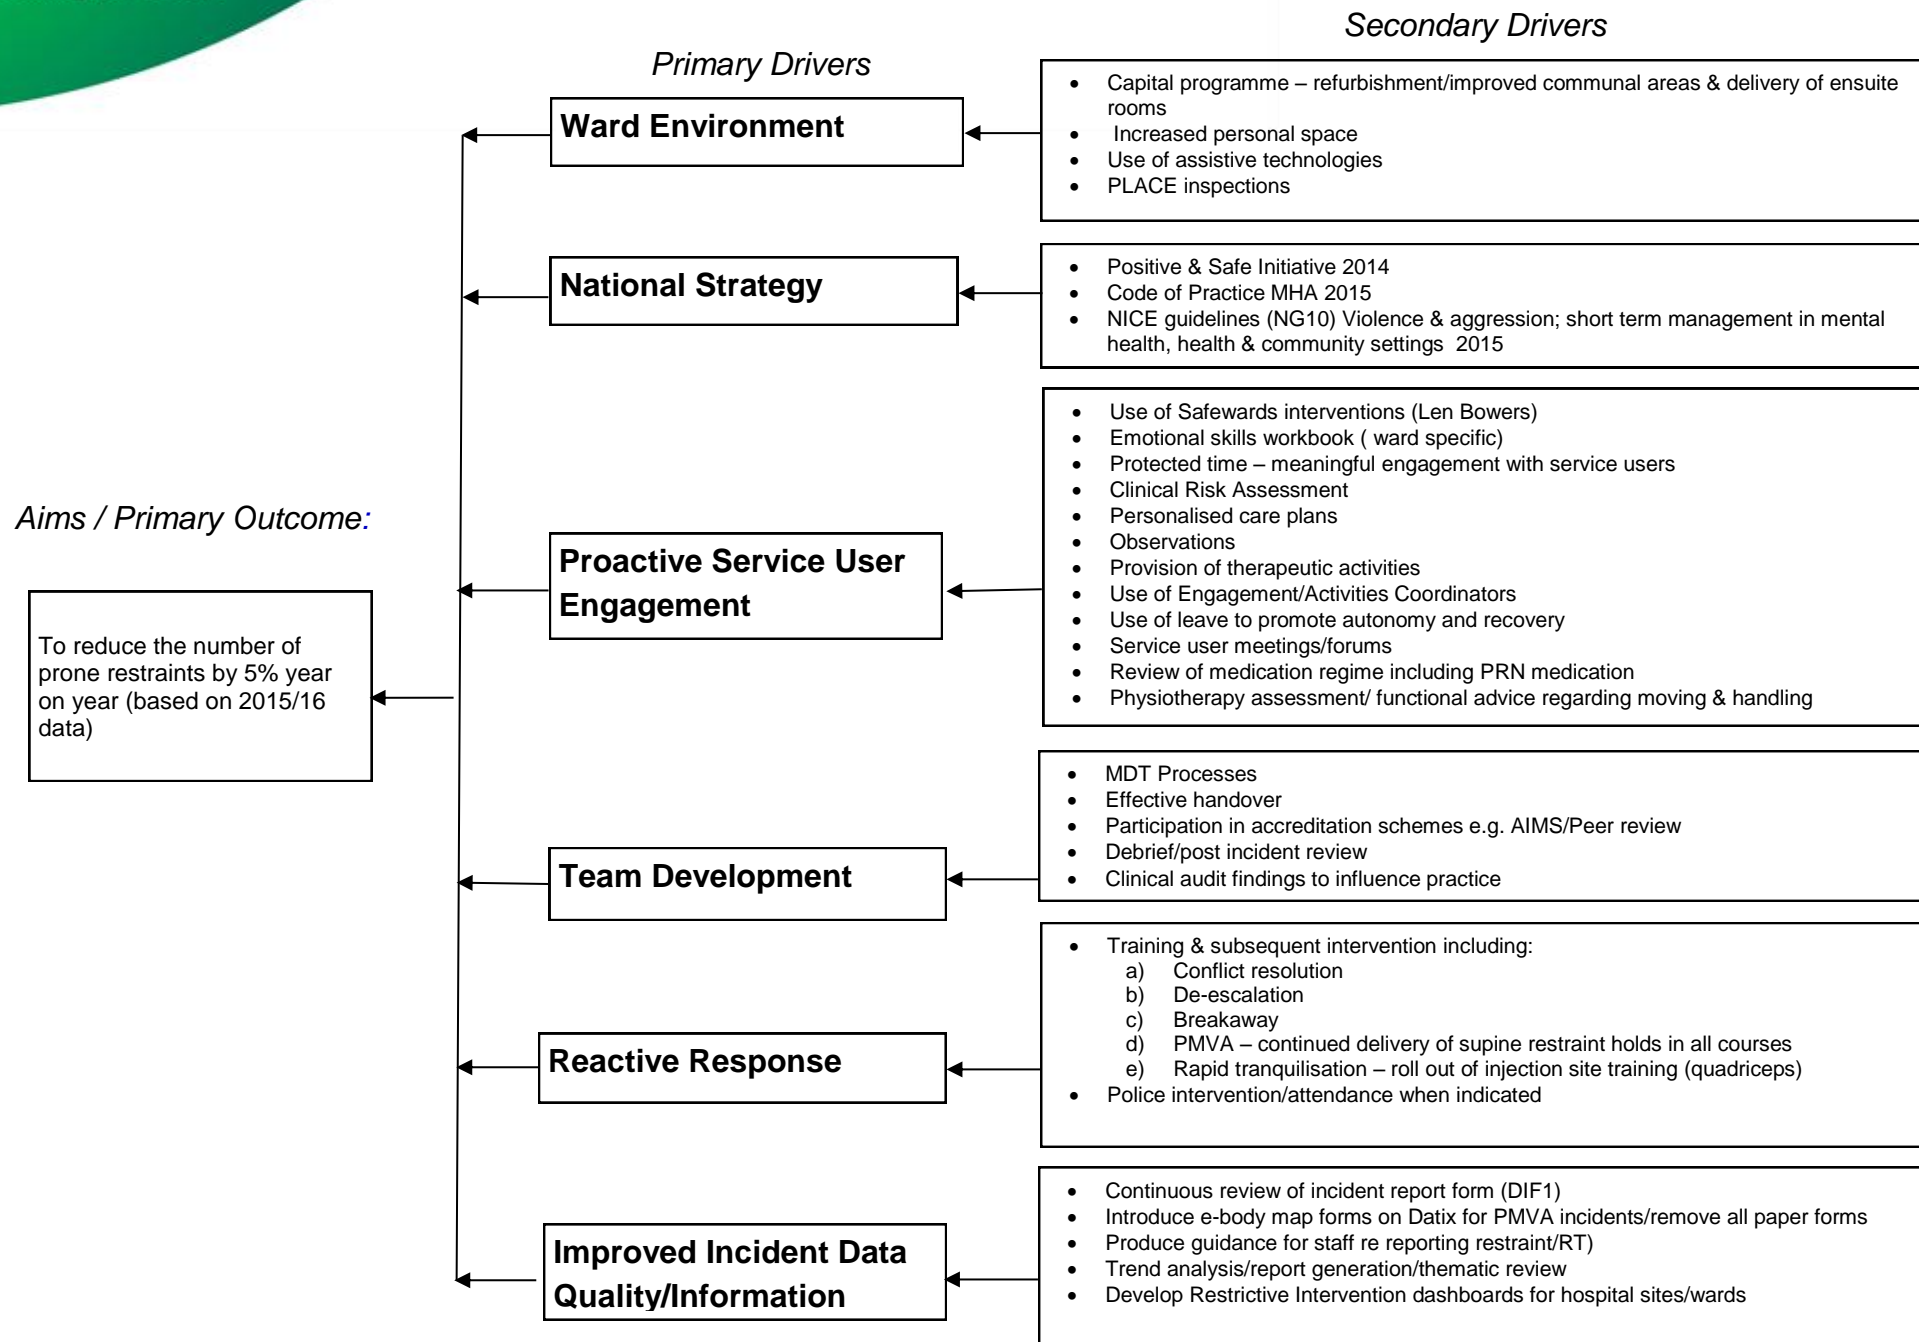 Secondary Drivers
Primary Drivers
Ward Environment
• Capital programme – refurbishment/improved communal areas & delivery of ensuite
rooms
• Increased personal space
• Use of assistive technologies
• PLACE inspections
National Strategy
• Positive & Safe Initiative 2014
• Code of Practice MHA 2015
• NICE guidelines (NG10) Violence & aggression; short term management in mental
health, health & community settings 2015
Aims / Primary Outcome:
To reduce the number of
prone restraints by 5% year
on year (based on 2015/16
data)
Proactive Service User
Engagement
• Use of Safewards interventions (Len Bowers)
• Emotional skills workbook ( ward specific)
• Protected time – meaningful engagement with service users
• Clinical Risk Assessment
• Personalised care plans
• Observations
• Provision of therapeutic activities
• Use of Engagement/Activities Coordinators
• Use of leave to promote autonomy and recovery
• Service user meetings/forums
• Review of medication regime including PRN medication
• Physiotherapy assessment/ functional advice regarding moving & handling
Team Development
• MDT Processes
• Effective handover
• Participation in accreditation schemes e.g. AIMS/Peer review
• Debrief/post incident review
• Clinical audit findings to influence practice
Reactive Response
• Training & subsequent intervention including:
a) Conflict resolution
b) De-escalation
c) Breakaway
d) PMVA – continued delivery of supine restraint holds in all courses
e) Rapid tranquilisation – roll out of injection site training (quadriceps)
• Police intervention/attendance when indicated
Improved Incident Data
Quality/Information
• Continuous review of incident report form (DIF1)
• Introduce e-body map forms on Datix for PMVA incidents/remove all paper forms
• Produce guidance for staff re reporting restraint/RT)
• Trend analysis/report generation/thematic review
• Develop Restrictive Intervention dashboards for hospital sites/wards